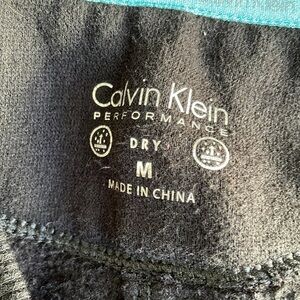 Calvin Klein
PERFORMANCE
DRY
M
MADE IN CHINA